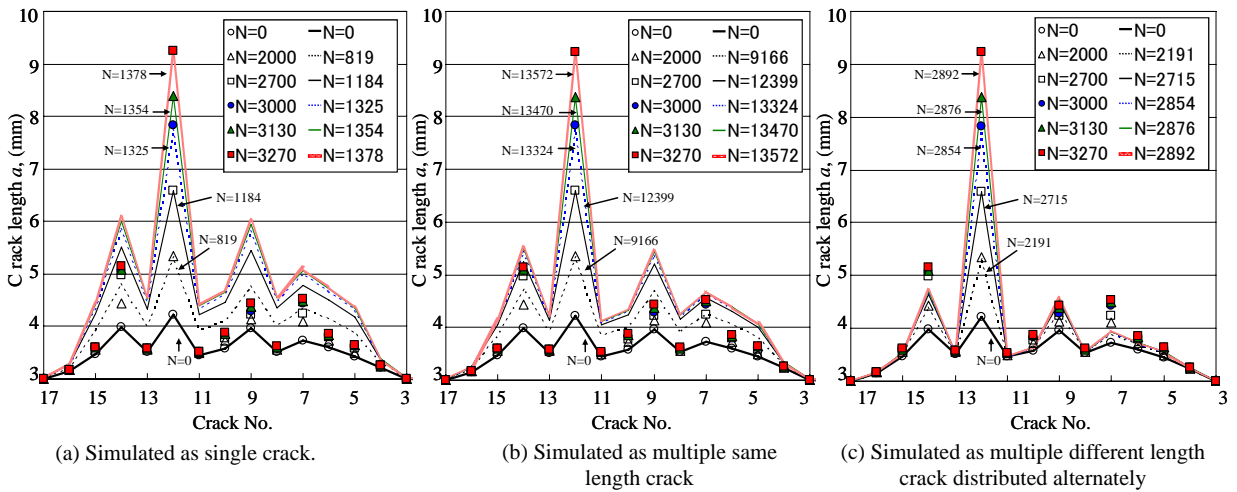 10
9
8
7
6
5
4
3
C rack length a, (mm)
N=0 N=0
N=2000 N=819
N=2700 N=1184
N=3000 N=1325
N=3130 N=1354
N=3270 N=1378
N=1378
N=1354
N=1325
N=1184
N=819
N=0
17 15 13 11 9 7 5 3
Crack No.
(a) Simulated as single crack.
10
9
8
7
6
5
4
3
C rack length a, (mm)
N=0 N=0
N=2000 N=9166
N=2700 N=12399
N=3000 N=13324
N=3130 N=13470
N=3270 N=13572
N=13572
N=13470
N=13324
N=12399
N=9166
N=0
17 15 13 11 9 7 5 3
Crack No.
(b) Simulated as multiple same
length crack
10
9
8
7
6
5
4
3
C rack length a, (mm)
N=0 N=0
N=2000 N=2191
N=2700 N=2715
N=3000 N=2854
N=3130 N=2876
N=3270 N=2892
N=2892
N=2876
N=2854
N=2715
N=2191
N=0
17 15 13 11 9 7 5 3
Crack No.
(c) Simulated as multiple different length
crack distributed alternately